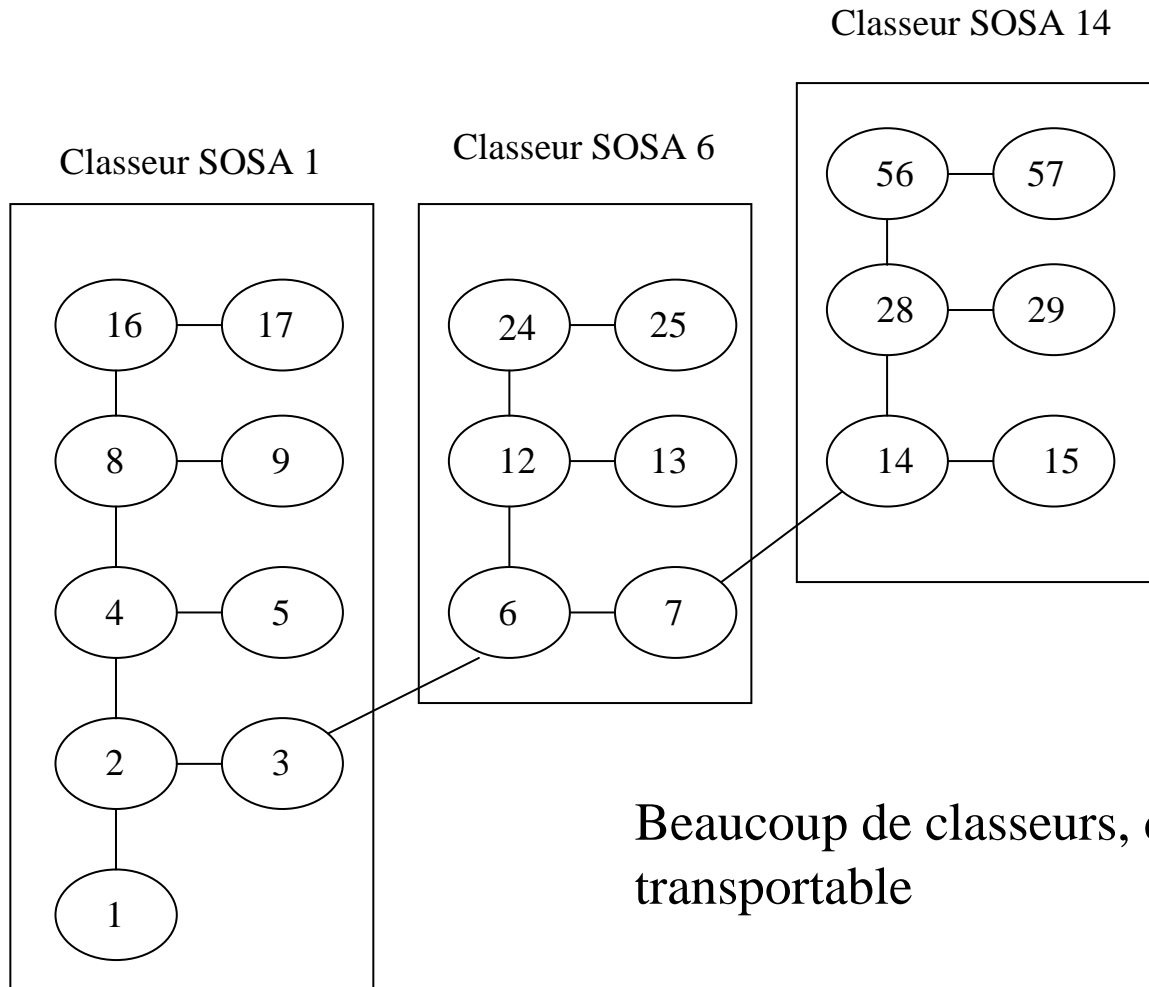 Classeur SOSA 14
Classeur SOSA 1
Classeur SOSA 6
56 57
16 17
24 25
28 29
8 9
12 13
14 15
4 5
6 7
2 3
1
Beaucoup de classeurs,
transportable